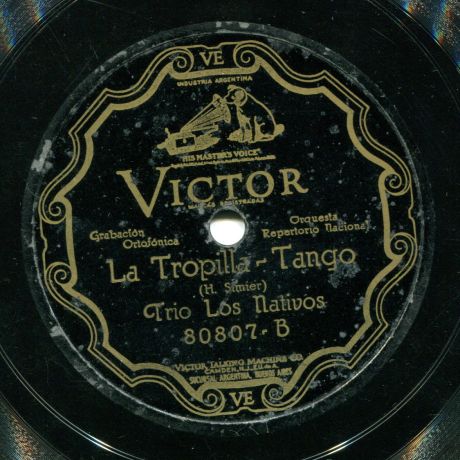 VE
INDUSTRIA ARGENTINA
"HIS MASTER'S VOICE"
VICTOR
MARCAS REGISTRADAS
Grabación Ortofónica
Orquesta Repertorio Nacional
La Tropilla - Tango
(H. Simier)
Trio Los Nativos
80807-B
VICTOR TALKING MACHINE CO.
CAMDEN, N.J., E.U. de A.
SUCURSAL ARGENTINA, BUENOS AIRES
VE